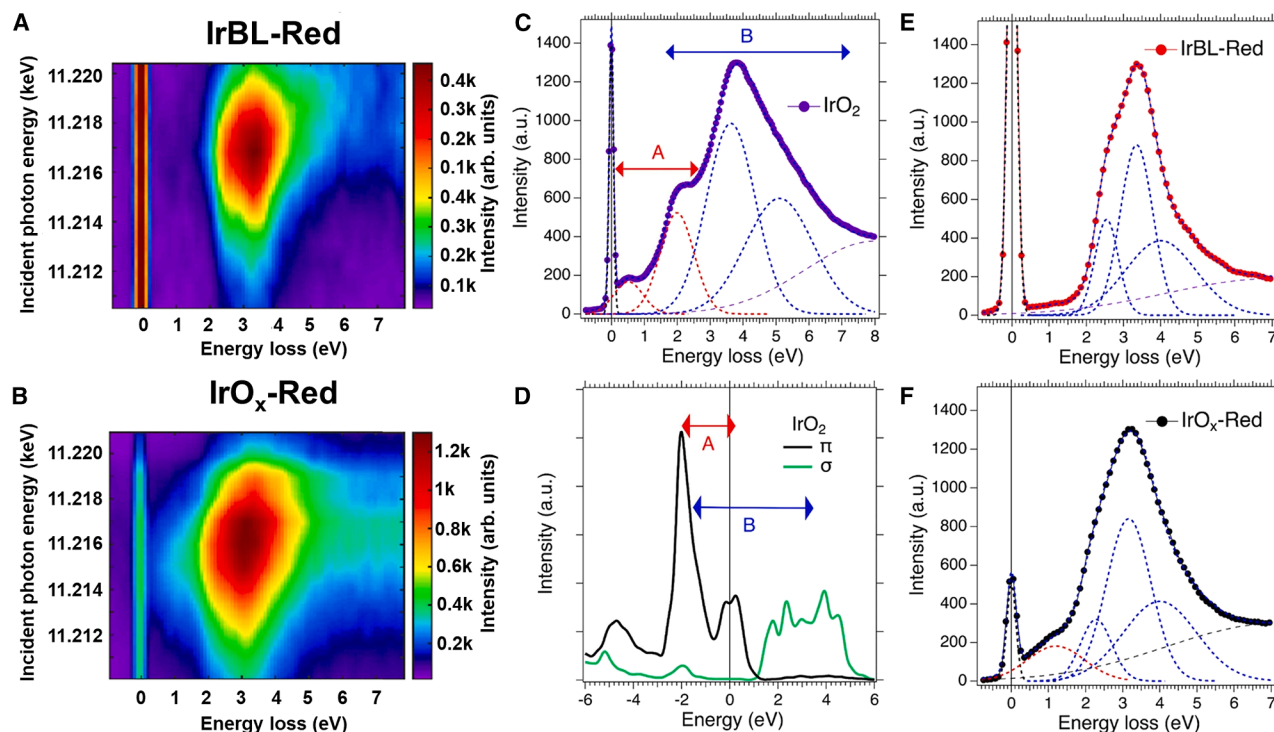 A
IrBL-Red
Incident photon energy (keV)
11.220
11.218
11.216
11.214
11.212
0 1 2 3 4 5 6 7
Energy loss (eV)
0.4k
0.3k
0.2k
0.1k
0.3k
0.2k
0.1k
Intensity (arb. units)
B
IrOₓ-Red
Incident photon energy (keV)
11.220
11.218
11.216
11.214
11.212
0 1 2 3 4 5 6 7
Energy loss (eV)
1.2k
1k
0.8k
0.6k
0.4k
0.2k
Intensity (arb. units)
C
Intensity (a.u.)
1400
1200
1000
800
600
400
200
0
B
A
IrO₂
0 1 2 3 4 5 6 7 8
Energy loss (eV)
D
Intensity (a.u.)
A
B
IrO₂
π
σ
-6 -4 -2 0 2 4 6
Energy (eV)
E
Intensity (a.u.)
1400
1200
1000
800
600
400
200
0
IrBL-Red
0 1 2 3 4 5 6 7
Energy loss (eV)
F
Intensity (a.u.)
1400
1200
1000
800
600
400
200
0
IrOₓ-Red
0 1 2 3 4 5 6 7
Energy loss (eV)